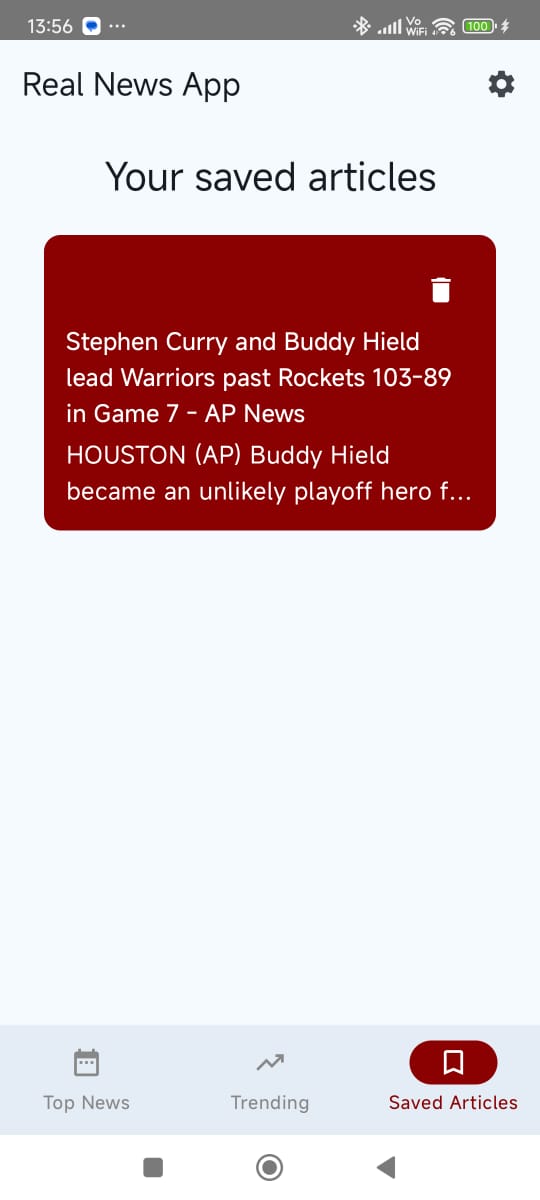 13:56
Vo
WiFi
6
100
Real News App
Your saved articles
Stephen Curry and Buddy Hield
lead Warriors past Rockets 103-89
in Game 7 - AP News
HOUSTON (AP) Buddy Hield
became an unlikely playoff hero f...
Top News
Trending
Saved Articles